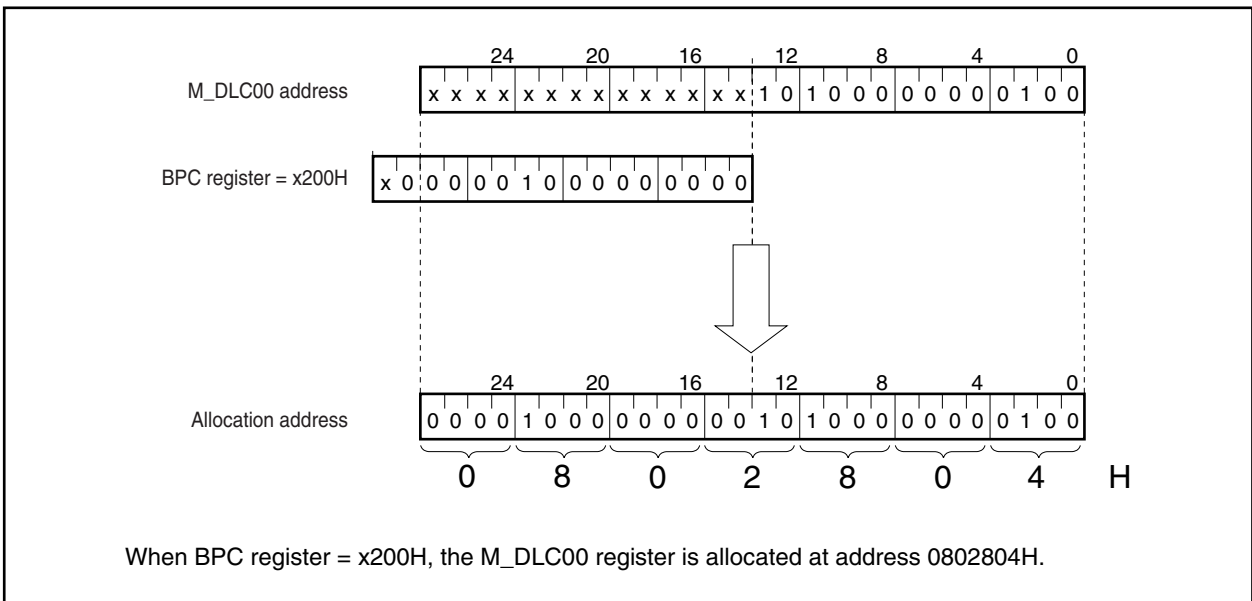 24 20 16 12 8 4 0
M_DLC00 address x x x x x x x x x x x x x x 1 0 1 0 0 0 0 0 0 0 0 1 0 0
BPC register = x200H x 0 0 0 0 0 1 0 0 0 0 0 0 0 0 0
24 20 16 12 8 4 0
Allocation address 0 0 0 0 1 0 0 0 0 0 0 0 0 0 1 0 1 0 0 0 0 0 0 0 0 1 0 0
0 8 0 2 8 0 4 H
When BPC register = x200H, the M_DLC00 register is allocated at address 0802804H.